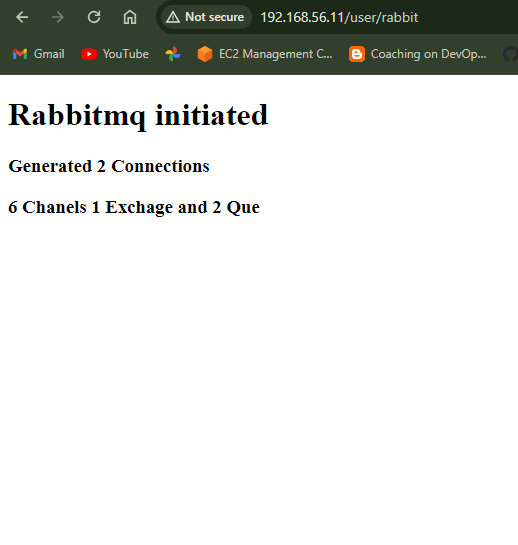 Not secure 192.168.56.11/user/rabbit
Gmail YouTube EC2 Management C... Coaching on DevOp...
Rabbitmq initiated
Generated 2 Connections
6 Chanels 1 Exchage and 2 Que